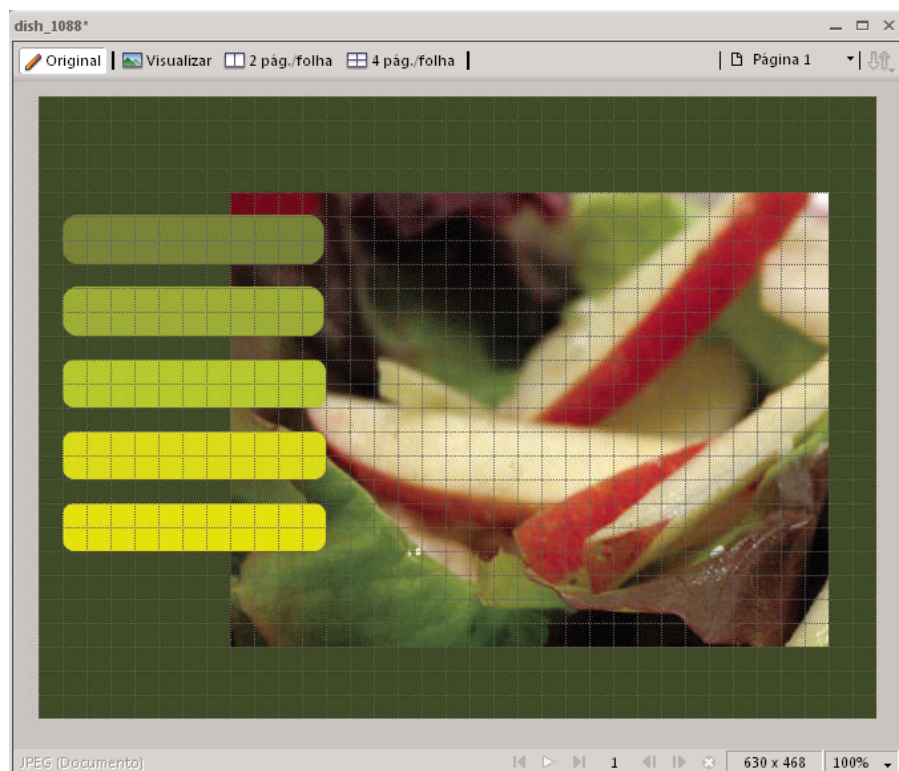 dish_1088*
Original Visualizar 2 pág./folha 4 pág./folha Página 1
JPEG (Documento) 1 630 x 468 100%